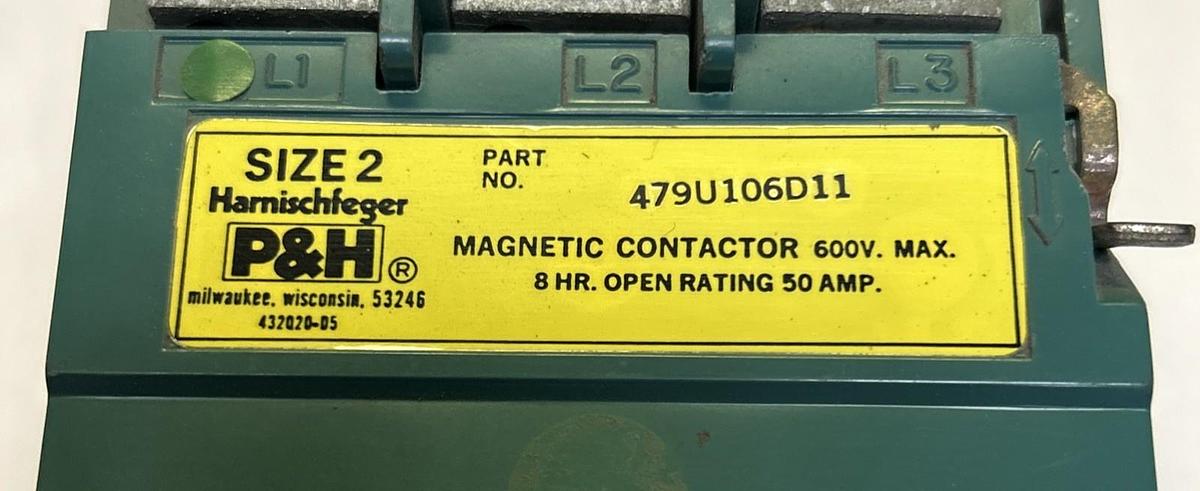 L1 L2 L3
SIZE 2
Harnischfeger
P&H ®
milwaukee, wisconsin, 53246
432Q20-D5
PART
NO.
479U106D11
MAGNETIC CONTACTOR 600V. MAX.
8 HR. OPEN RATING 50 AMP.